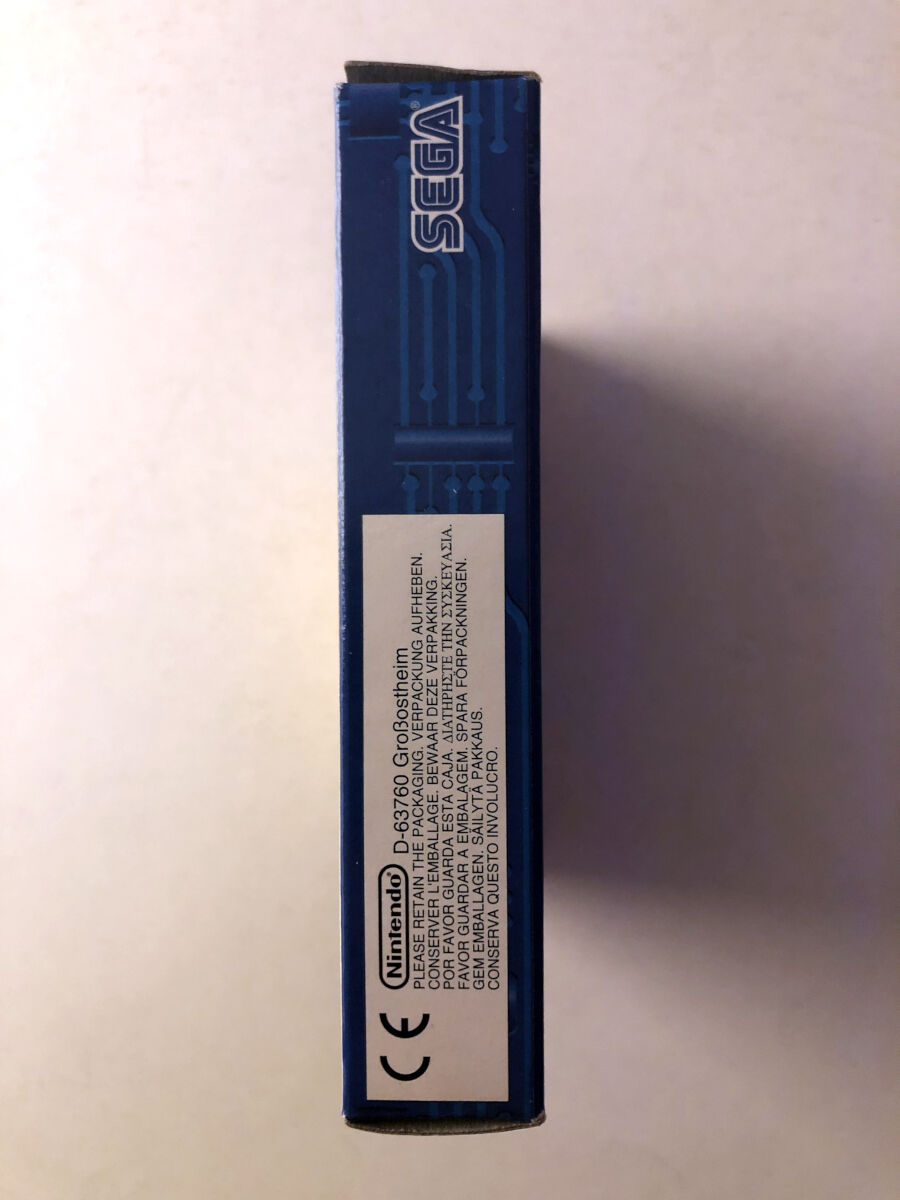 CE Nintendo® D-63760 Großostheim
PLEASE RETAIN THE PACKAGING. VERPACKUNG AUFHEBEN.
CONSERVER L'EMBALLAGE. BEWAAR DEZE VERPAKKING.
POR FAVOR GUARDA ESTA CAJA. ΔΙΑΤΗΡΗΣΤΕ ΤΗΝ ΣΥΣΚΕΥΑΣΙΑ.
FAVOR GUARDAR A EMBALAGEM. SPARA FÖRPACKNINGEN.
GEM EMBALLAGEN. SÄILYTÄ PAKKAUS.
CONSERVA QUESTO INVOLUCRO.
SEGA®